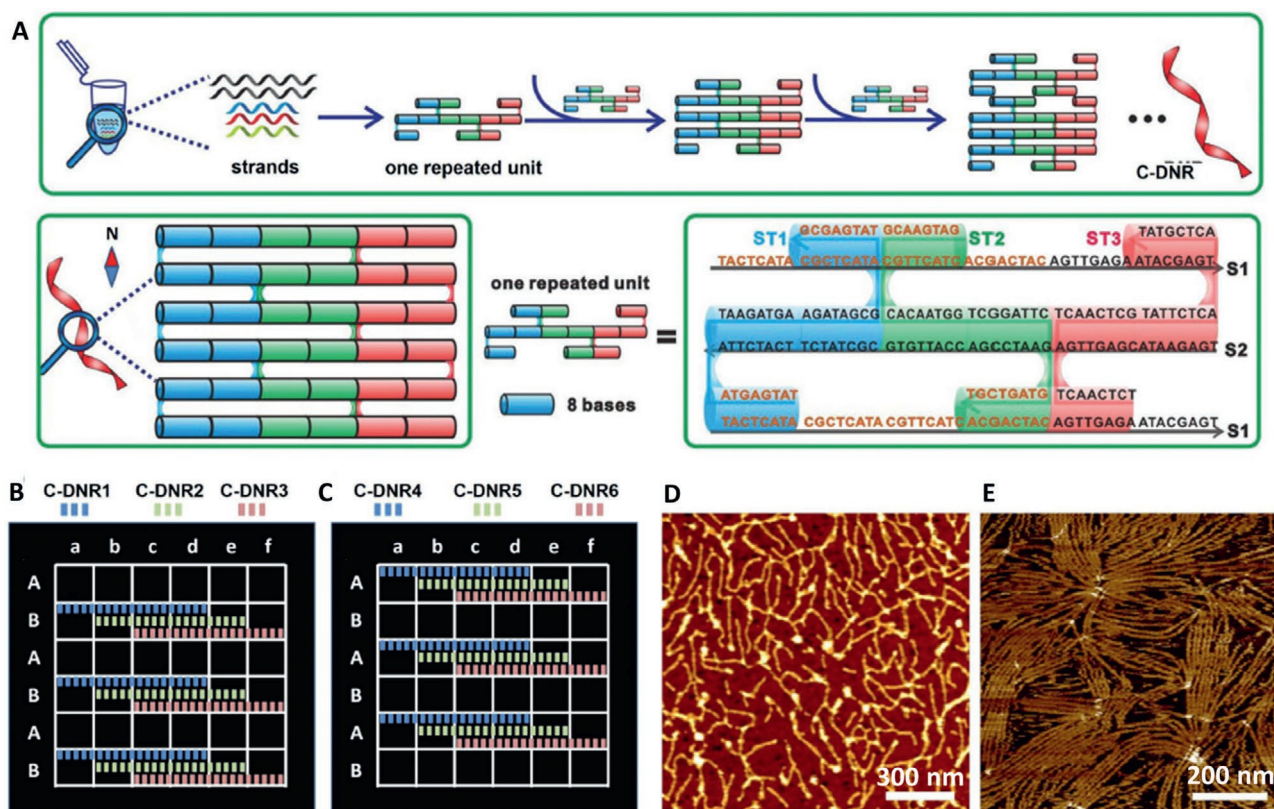 A
strands
one repeated unit
C-DNR
N
one repeated unit
8 bases
=
ST1
GCGAGTAT GCAAGTAG
ST2
ST3
TATGCTCA
TACTCATA CGCTCATA CGTTCATC ACGACTAC AGTTGAGA ATACGAGT
S1
TAAGATGA AGATAGCG CACAATGG TCGGATTC TCAACTCG TATTCTCA
ATTCTACT TCTATCGC GTGTTACC AGCCTAAG AGTTGAGC ATAAGAGT
S2
ATGAGTAT
TGCTGATG TCAACTCT
TACTCATA CGCTCATA CGTTCATC ACGACTAC AGTTGAGA ATACGAGT
S1
B
C-DNR1 C-DNR2 C-DNR3
a b c d e f
A
B
A
B
A
B
C
C-DNR4 C-DNR5 C-DNR6
a b c d e f
A
B
A
B
A
B
D
300 nm
E
200 nm